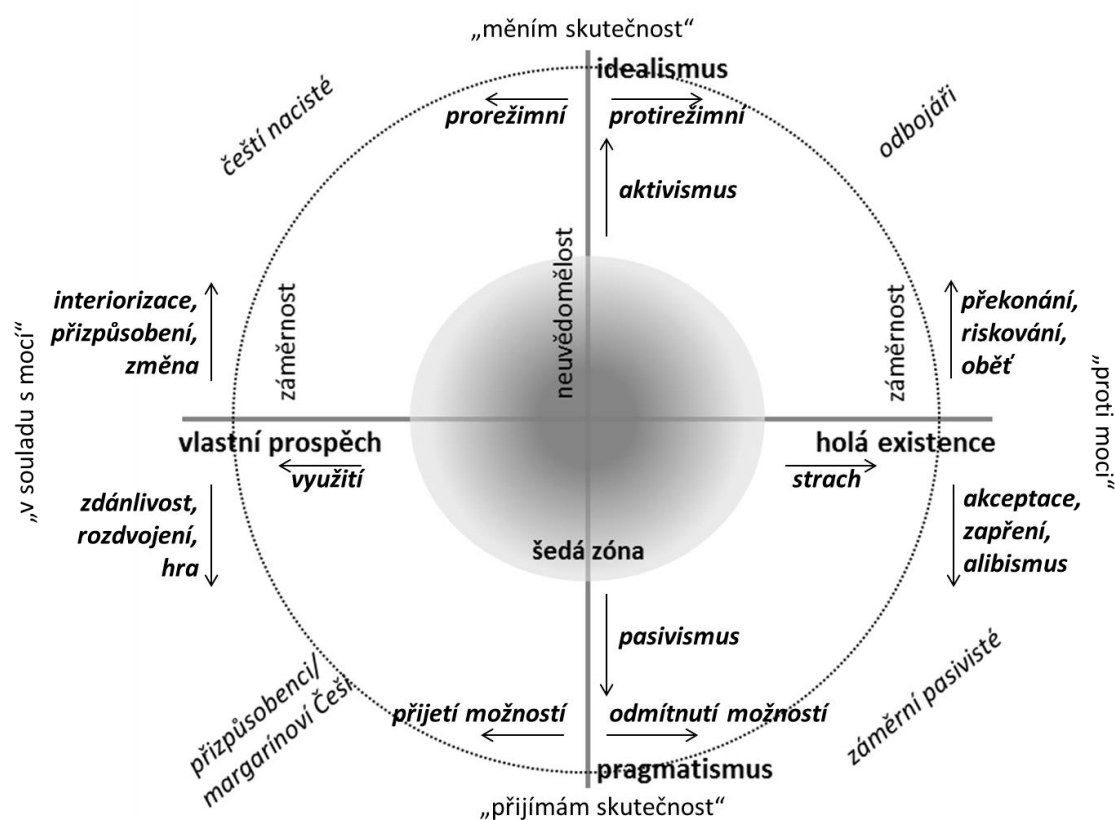 „měním skutečnost“
idealismus
prorežimní
protirežimní
čeští nacisté
odbojáři
aktivismus
neuvědomělost
záměrnost
záměrnost
interiorizace,
přizpůsobení,
změna
překonání,
riskování,
oběť
„v souladu s mocí“
„proti moci“
vlastní prospěch
holá existence
využití
strach
zdánlivost,
rozdvojení,
hra
akceptace,
zapření,
alibismus
šedá zóna
pasivismus
přizpůsobenci/
margarínoví Češi
záměrní pasivisté
přijetí možností
odmítnutí možností
pragmatismus
„přijímám skutečnost“